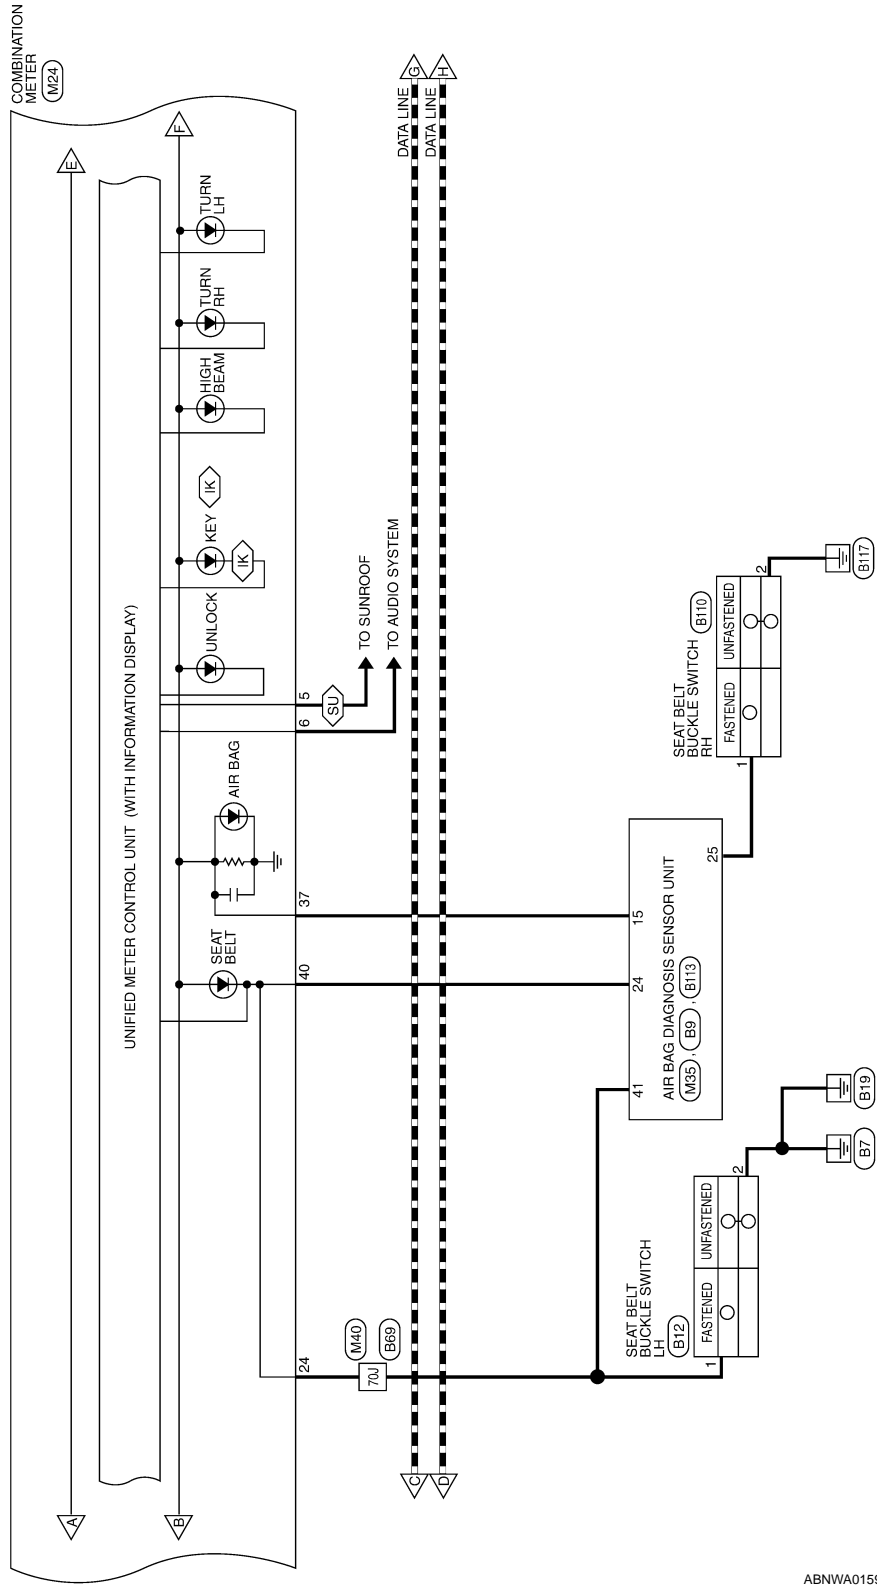 COMBINATION
METER
M24
A
E
UNIFIED METER CONTROL UNIT (WITH INFORMATION DISPLAY)
B
F
SEAT
BELT
AIR BAG
UNLOCK
KEY
IK
IK
HIGH
BEAM
TURN
RH
TURN
LH
24
40
37
6
5
SU
TO SUNROOF
TO AUDIO SYSTEM
70J
M40
B69
C
DATA LINE
G
D
DATA LINE
H
SEAT BELT
BUCKLE SWITCH
LH
B12
FASTENED
UNFASTENED
1
2
B7
B19
41
24
15
AIR BAG DIAGNOSIS SENSOR UNIT
M35 , B9 , B113
25
SEAT BELT
BUCKLE SWITCH
RH
B110
FASTENED
UNFASTENED
1
2
B117
ABNWA0159